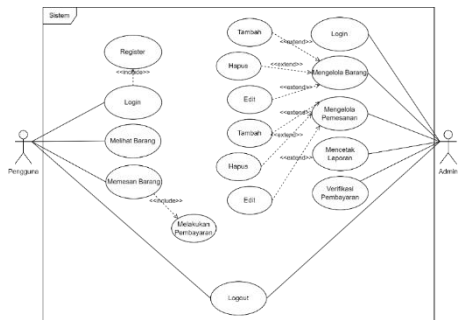 Sistem
Register
<<include>>
Login
Melihat Barang
Memesan Barang
<<include>>
Melakukan
Pembayaran
Pengguna
Tambah
<<extend>>
Hapus
<<extend>>
Edit
<<extend>>
Tambah
<<extend>>
<<extend>>
Hapus
<<extend>>
Edit
Login
Mengelola Barang
Mengelola
Pemesanan
Mencetak
Laporan
Verifikasi
Pembayaran
Admin
Logout